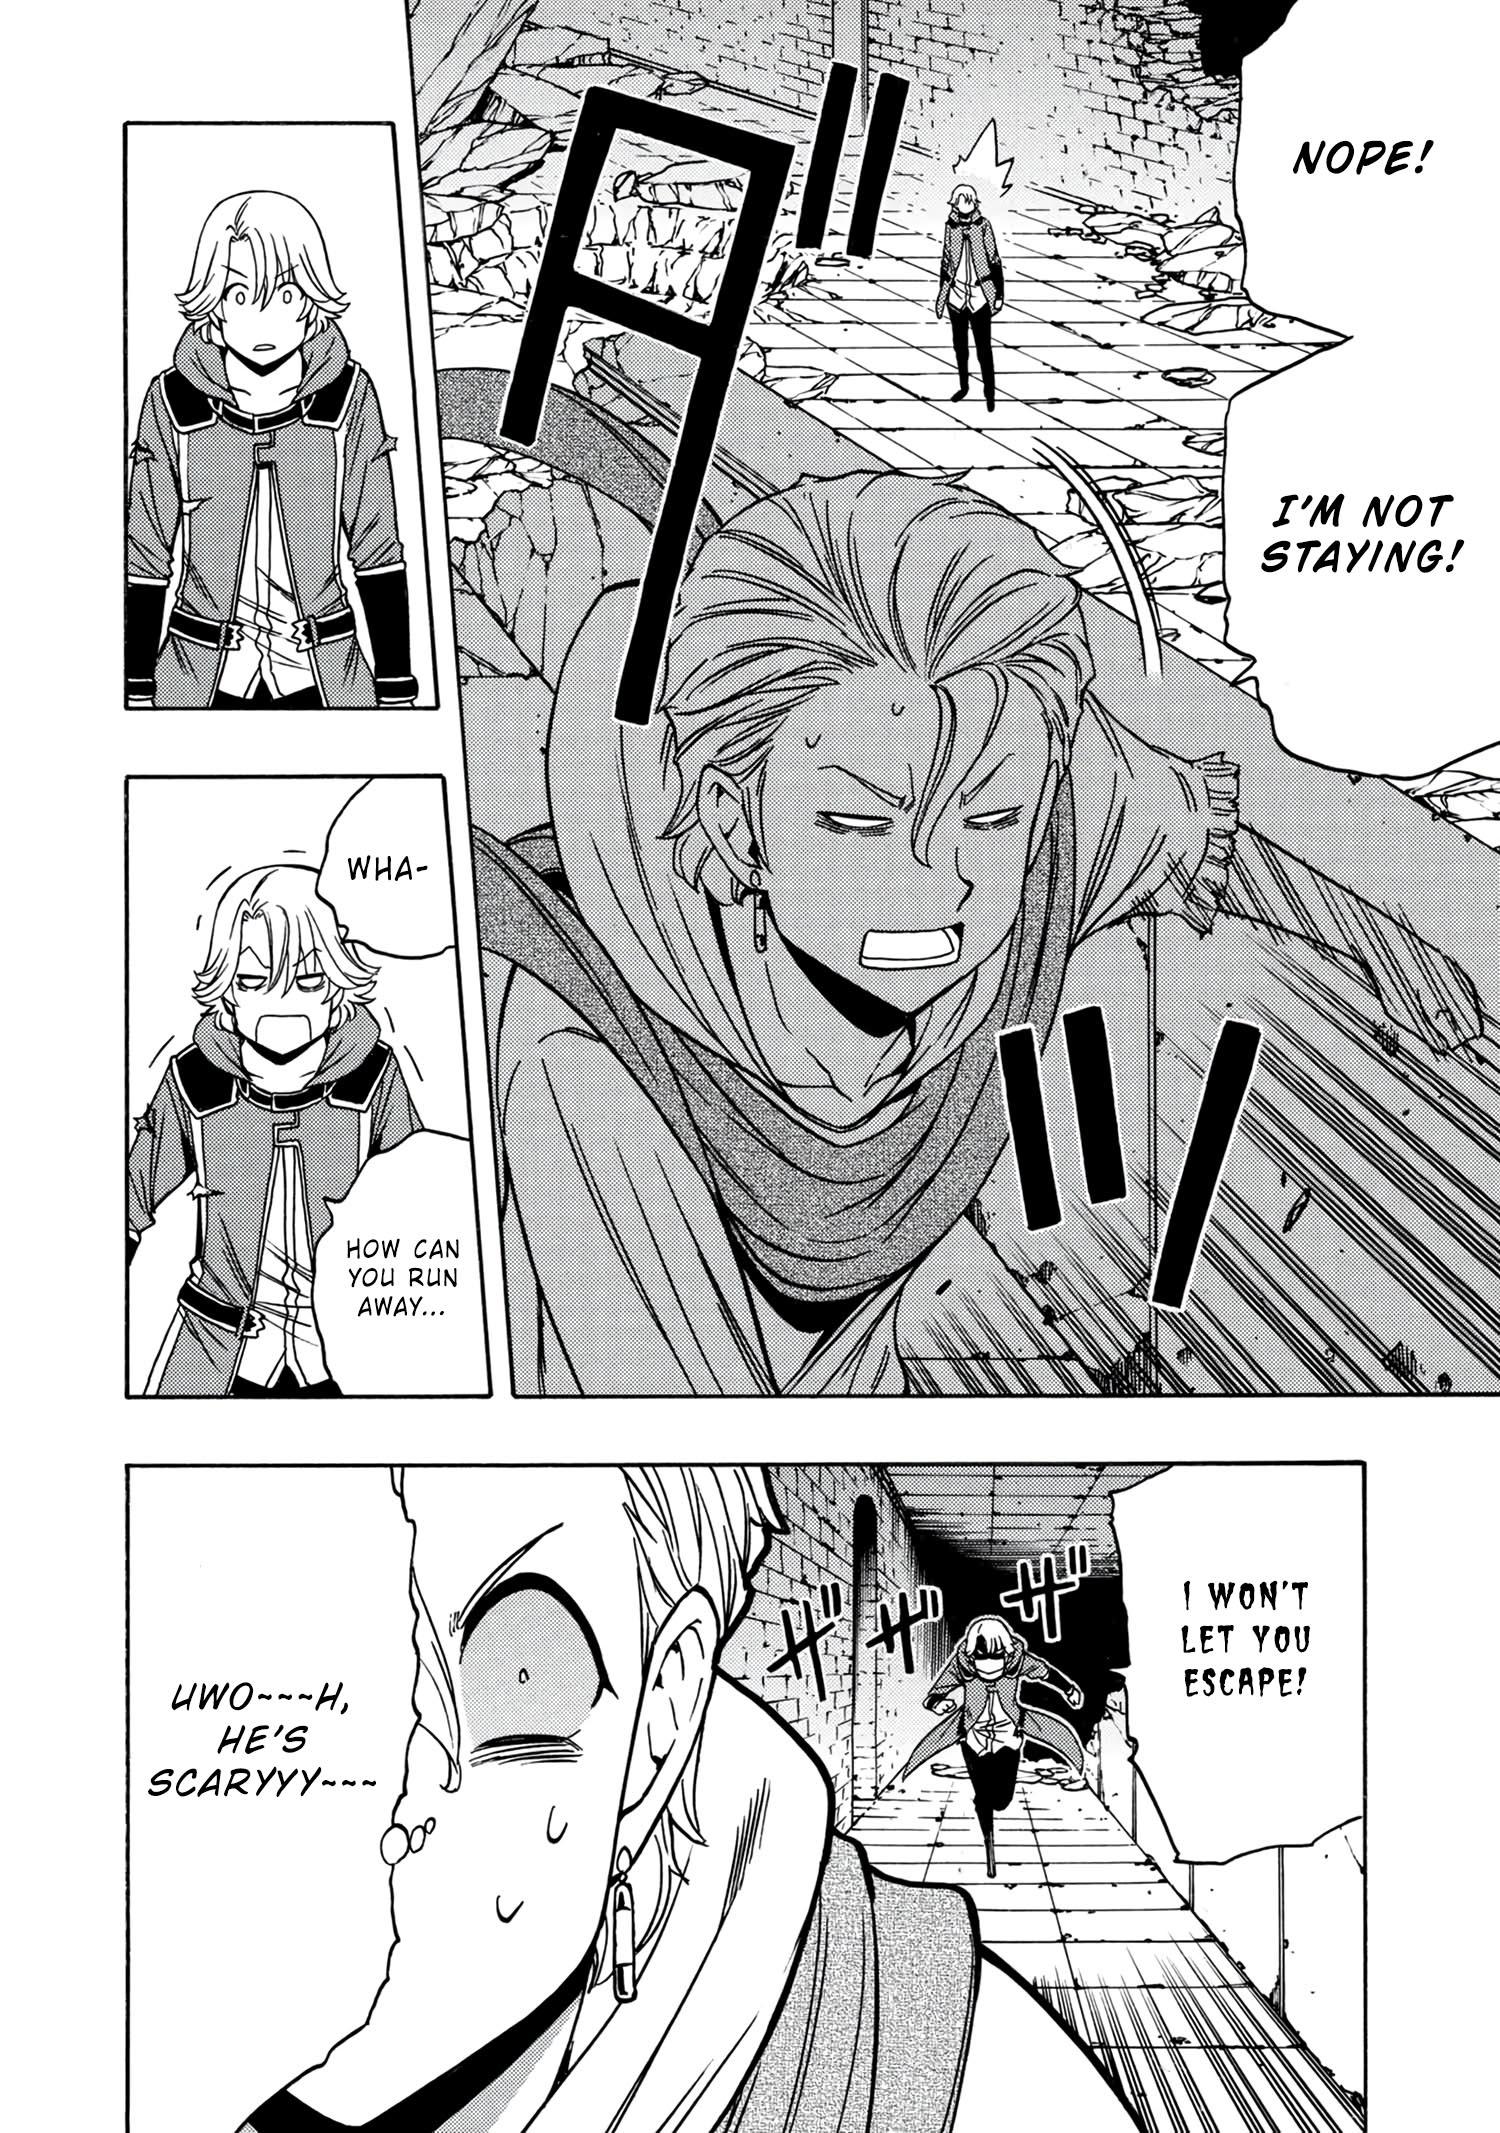 NOPE!
I'M NOT
STAYING!
ダ
ッ
WHA-
HOW CAN
YOU RUN
AWAY...
I WON'T
LET YOU
ESCAPE!
ザ
ザ
ザ
UWO~~~H,
HE'S
SCARYYY~~~